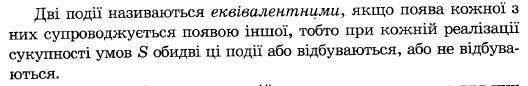 Дві події називаються еквівалентними, якщо поява кожної з
них супроводжується появою іншої, тобто при кожній реалізації
сукупності умов S обидві ці події або відбуваються, або не відбува-
ються.